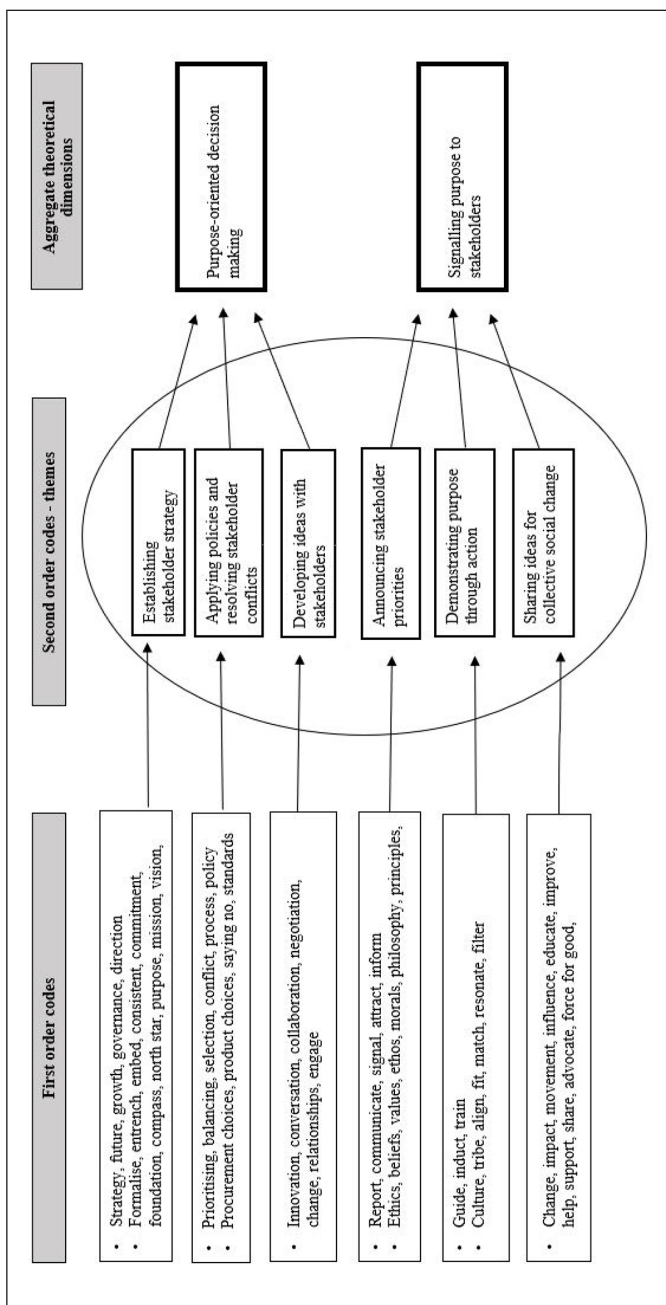 First order codes
Second order codes - themes
Aggregate theoretical
dimensions
• Strategy, future, growth, governance, direction
• Formalise, entrench, embed, consistent, commitment,
foundation, compass, north star, purpose, mission, vision,
• Prioritising, balancing, selection, conflict, process, policy
• Procurement choices, product choices, saying no, standards
• Innovation, conversation, collaboration, negotiation,
change, relationships, engage
• Report, communicate, signal, attract, inform
• Ethics, beliefs, values, ethos, morals, philosophy, principles,
• Guide, induct, train
• Culture, tribe, align, fit, match, resonate, filter
• Change, impact, movement, influence, educate, improve,
help, support, share, advocate, force for good,
Establishing
stakeholder strategy
Applying policies and
resolving stakeholder
conflicts
Developing ideas with
stakeholders
Announcing stakeholder
priorities
Demonstrating purpose
through action
Sharing ideas for
collective social change
Purpose-oriented decision
making
Signalling purpose to
stakeholders